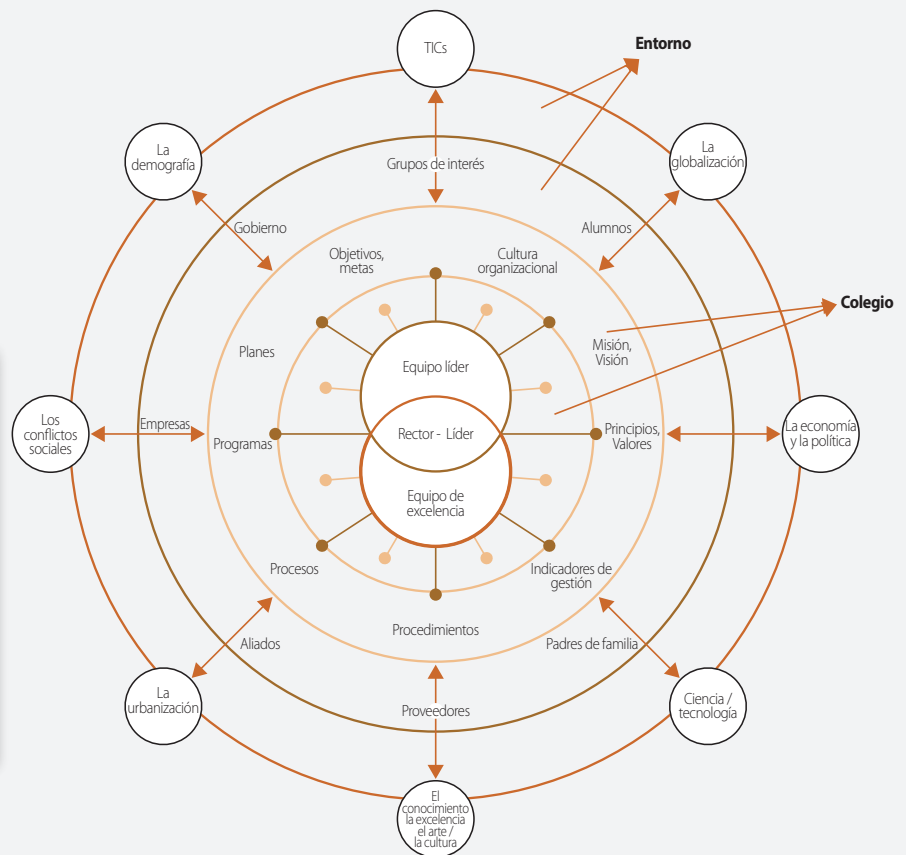 TICs
Entorno
La
demografía
La
globalización
Grupos de interés
Gobierno
Alumnos
Objetivos,
metas
Cultura
organizacional
Colegio
Planes
Misión,
Visión
Equipo líder
Los
conflictos
sociales
Empresas
Programas
Rector - Líder
Principios,
Valores
La economía
y la política
Equipo de
excelencia
Procesos
Indicadores de
gestión
Procedimientos
Aliados
Padres de familia
La
urbanización
Proveedores
Ciencia /
tecnología
El
conocimiento
la excelencia
el arte /
la cultura